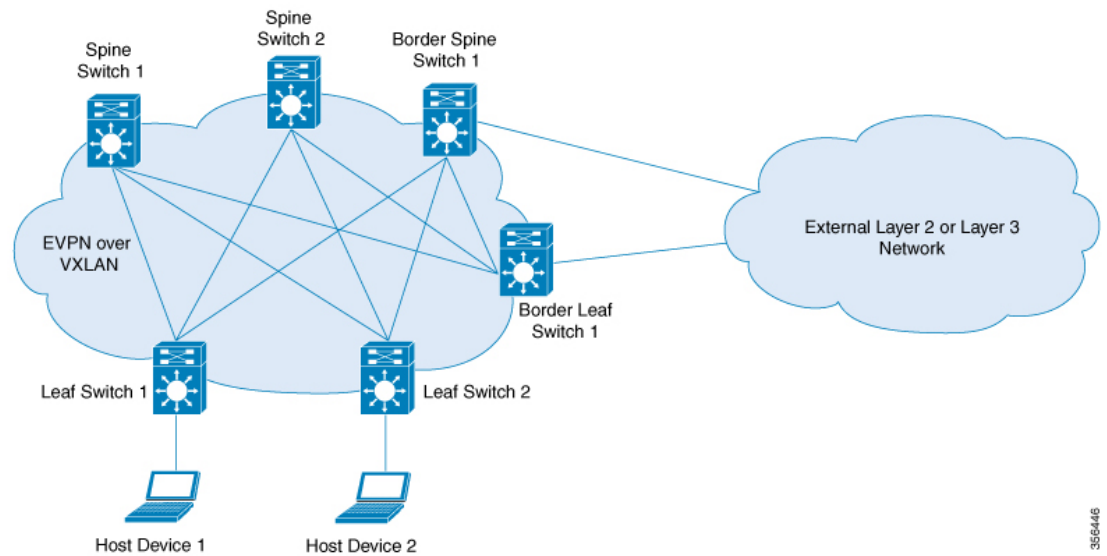 Spine
Switch 2
Spine
Switch 1
Border Spine
Switch 1
EVPN over
VXLAN
External Layer 2 or Layer 3
Network
Border Leaf
Switch 1
Leaf Switch 1
Leaf Switch 2
Host Device 1
Host Device 2
356446